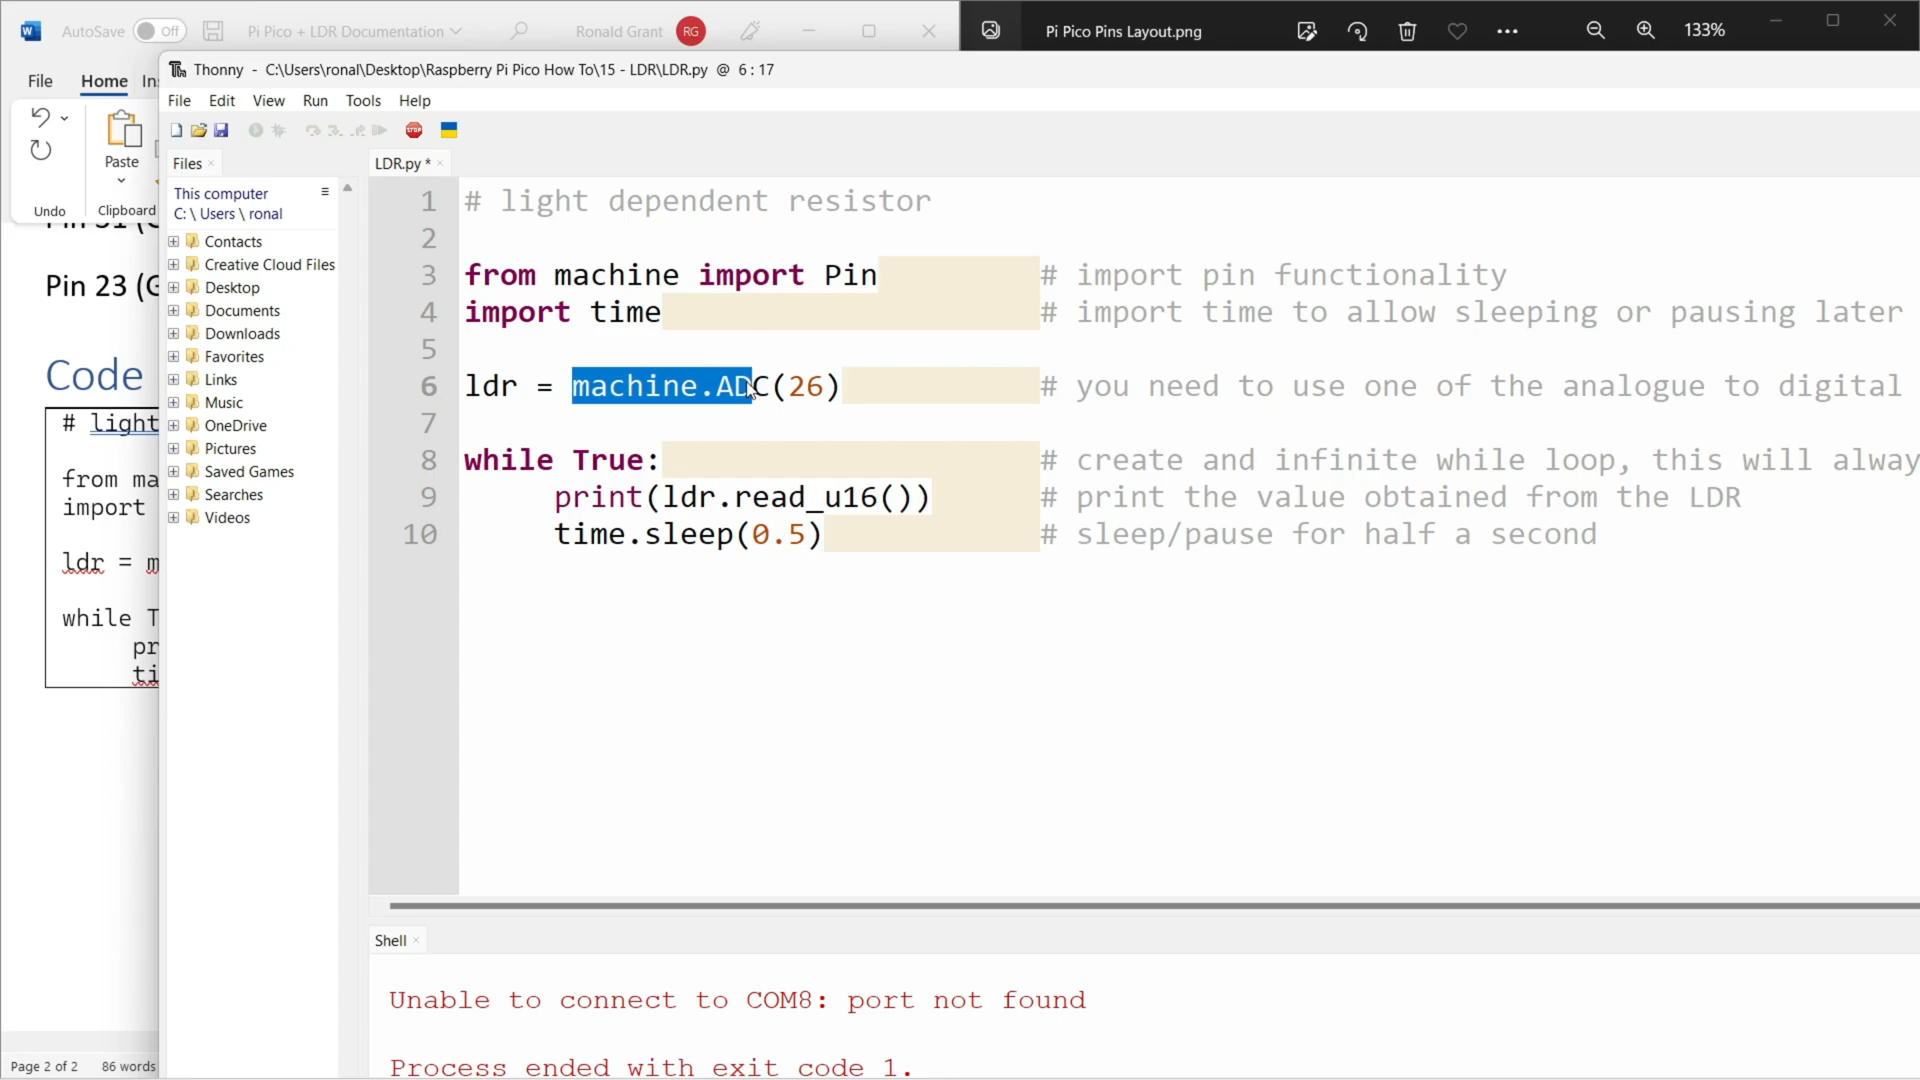 AutoSave Off Pi Pico + LDR Documentation Ronald Grant RG
Pi Pico Pins Layout.png 133%
File Home
Thonny - C:\Users\ronal\Desktop\Raspberry Pi Pico How To\15 - LDR\LDR.py @ 6 : 17
File Edit View Run Tools Help
Paste
Undo Clipboard
Pin 23 (G
Code
# light
from ma
import
ldr = m
while T
pr
ti
Page 2 of 2 86 words
STOP
Files
This computer
C: \ Users \ ronal
Contacts
Creative Cloud Files
Desktop
Documents
Downloads
Favorites
Links
Music
OneDrive
Pictures
Saved Games
Searches
Videos
LDR.py *
1 # light dependent resistor
2
3 from machine import Pin # import pin functionality
4 import time # import time to allow sleeping or pausing later
5
6 ldr = machine.ADC(26) # you need to use one of the analogue to digital
7
8 while True: # create and infinite while loop, this will alway
9 print(ldr.read_u16()) # print the value obtained from the LDR
10 time.sleep(0.5) # sleep/pause for half a second
Shell
Unable to connect to COM8: port not found
Process ended with exit code 1.